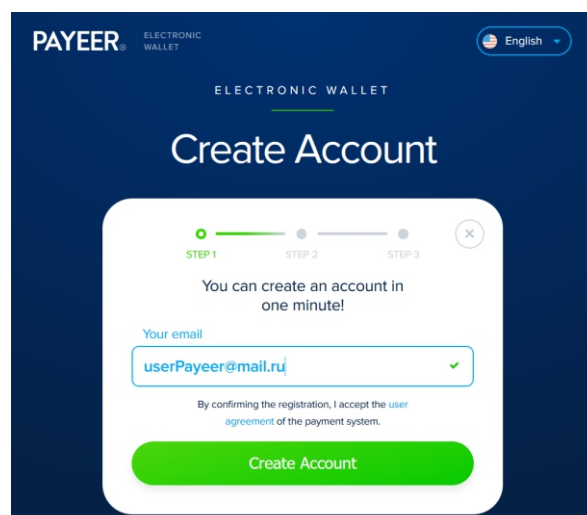 PAYEER®
ELECTRONIC
WALLET
English
ELECTRONIC WALLET
Create Account
STEP 1
STEP 2
STEP 3
You can create an account in
one minute!
Your email
userPayeer@mail.ru
By confirming the registration, I accept the user
agreement of the payment system.
Create Account